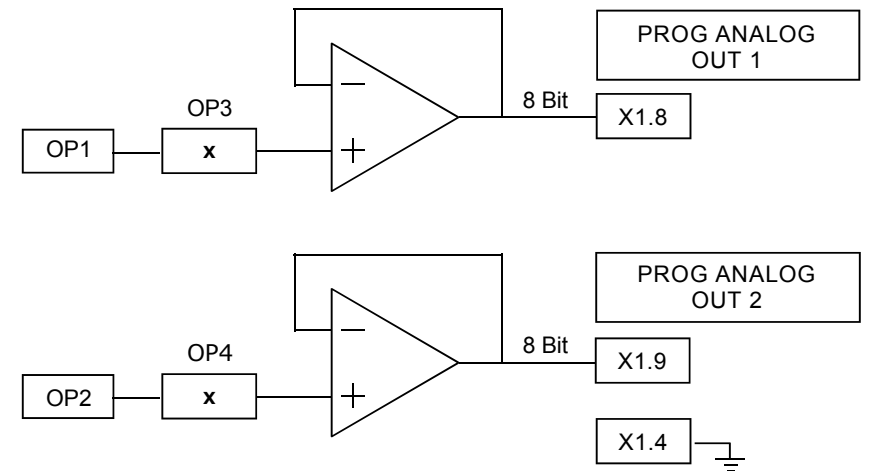 PROG ANALOG
OUT 1
OP3
8 Bit
X1.8
OP1
x
PROG ANALOG
OUT 2
OP4
8 Bit
X1.9
OP2
x
X1.4